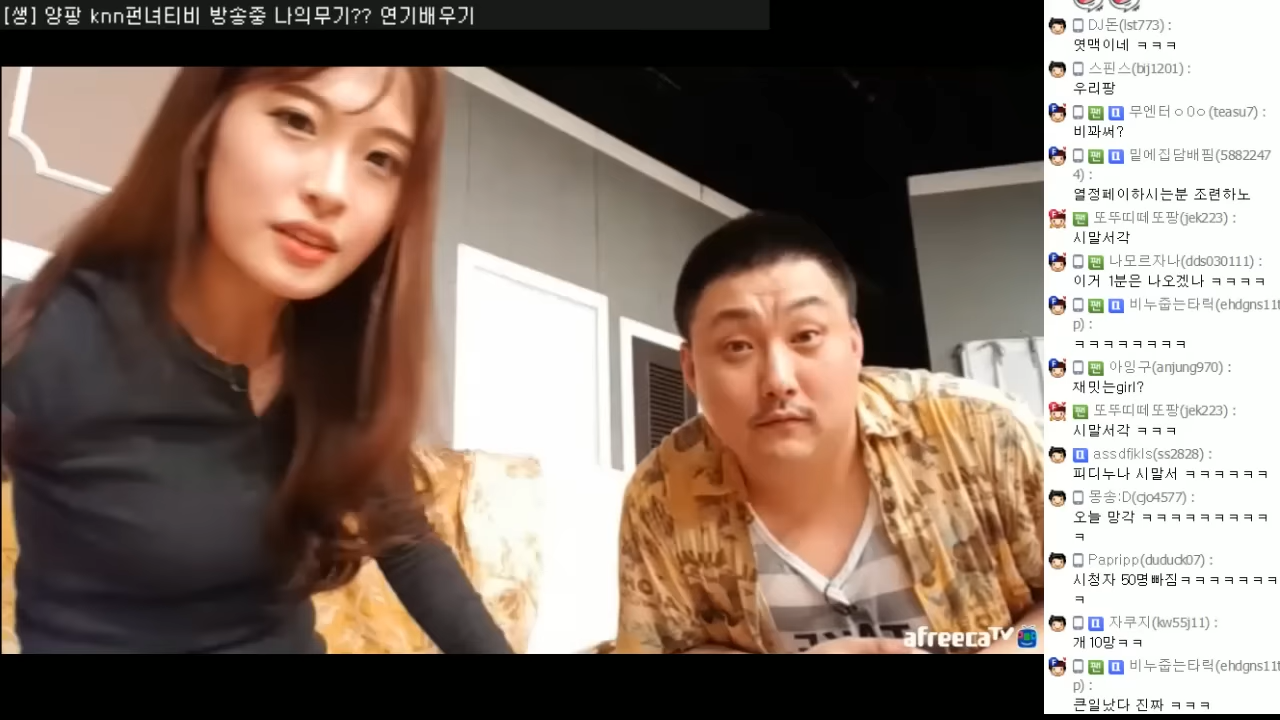 [생] 양팡 knn펀녀티비 방송중 나의무기?? 연기배우기
afreecaTV
DJ돈(lst773) :
엿맥이네 ㅋㅋㅋ
스핀스(bij1201) :
우리팡
무엔터ㅇ0ㅇ(teasu7) :
비꽈써?
밑에집담배핌(5882247
4) :
열정페이하시는분 조련하노
또뚜띠떼또팡(jek223) :
시말서각
나모르자나(dds030111) :
이거 1분은 나오겠나 ㅋㅋㅋㅋ
비누줍는타락(ehdgns11t
p) :
ㅋㅋㅋㅋㅋㅋㅋㅋ
아잉구(anjung970) :
재밋는girl?
또뚜띠떼또팡(jek223) :
시말서각 ㅋㅋㅋ
assdfikls(ss2828) :
피디누나 시말서 ㅋㅋㅋㅋㅋㅋ
몽송:D(cjo4577) :
오늘 망각 ㅋㅋㅋㅋㅋㅋㅋㅋㅋ
ㅋ
Papripp(duduck07) :
시청자 50명빠짐ㅋㅋㅋㅋㅋㅋㅋ
ㅋ
자쿠지(kw55j11) :
개 10망ㅋㅋ
비누줍는타락(ehdgns11t
p) :
큰일났다 진짜 ㅋㅋㅋ